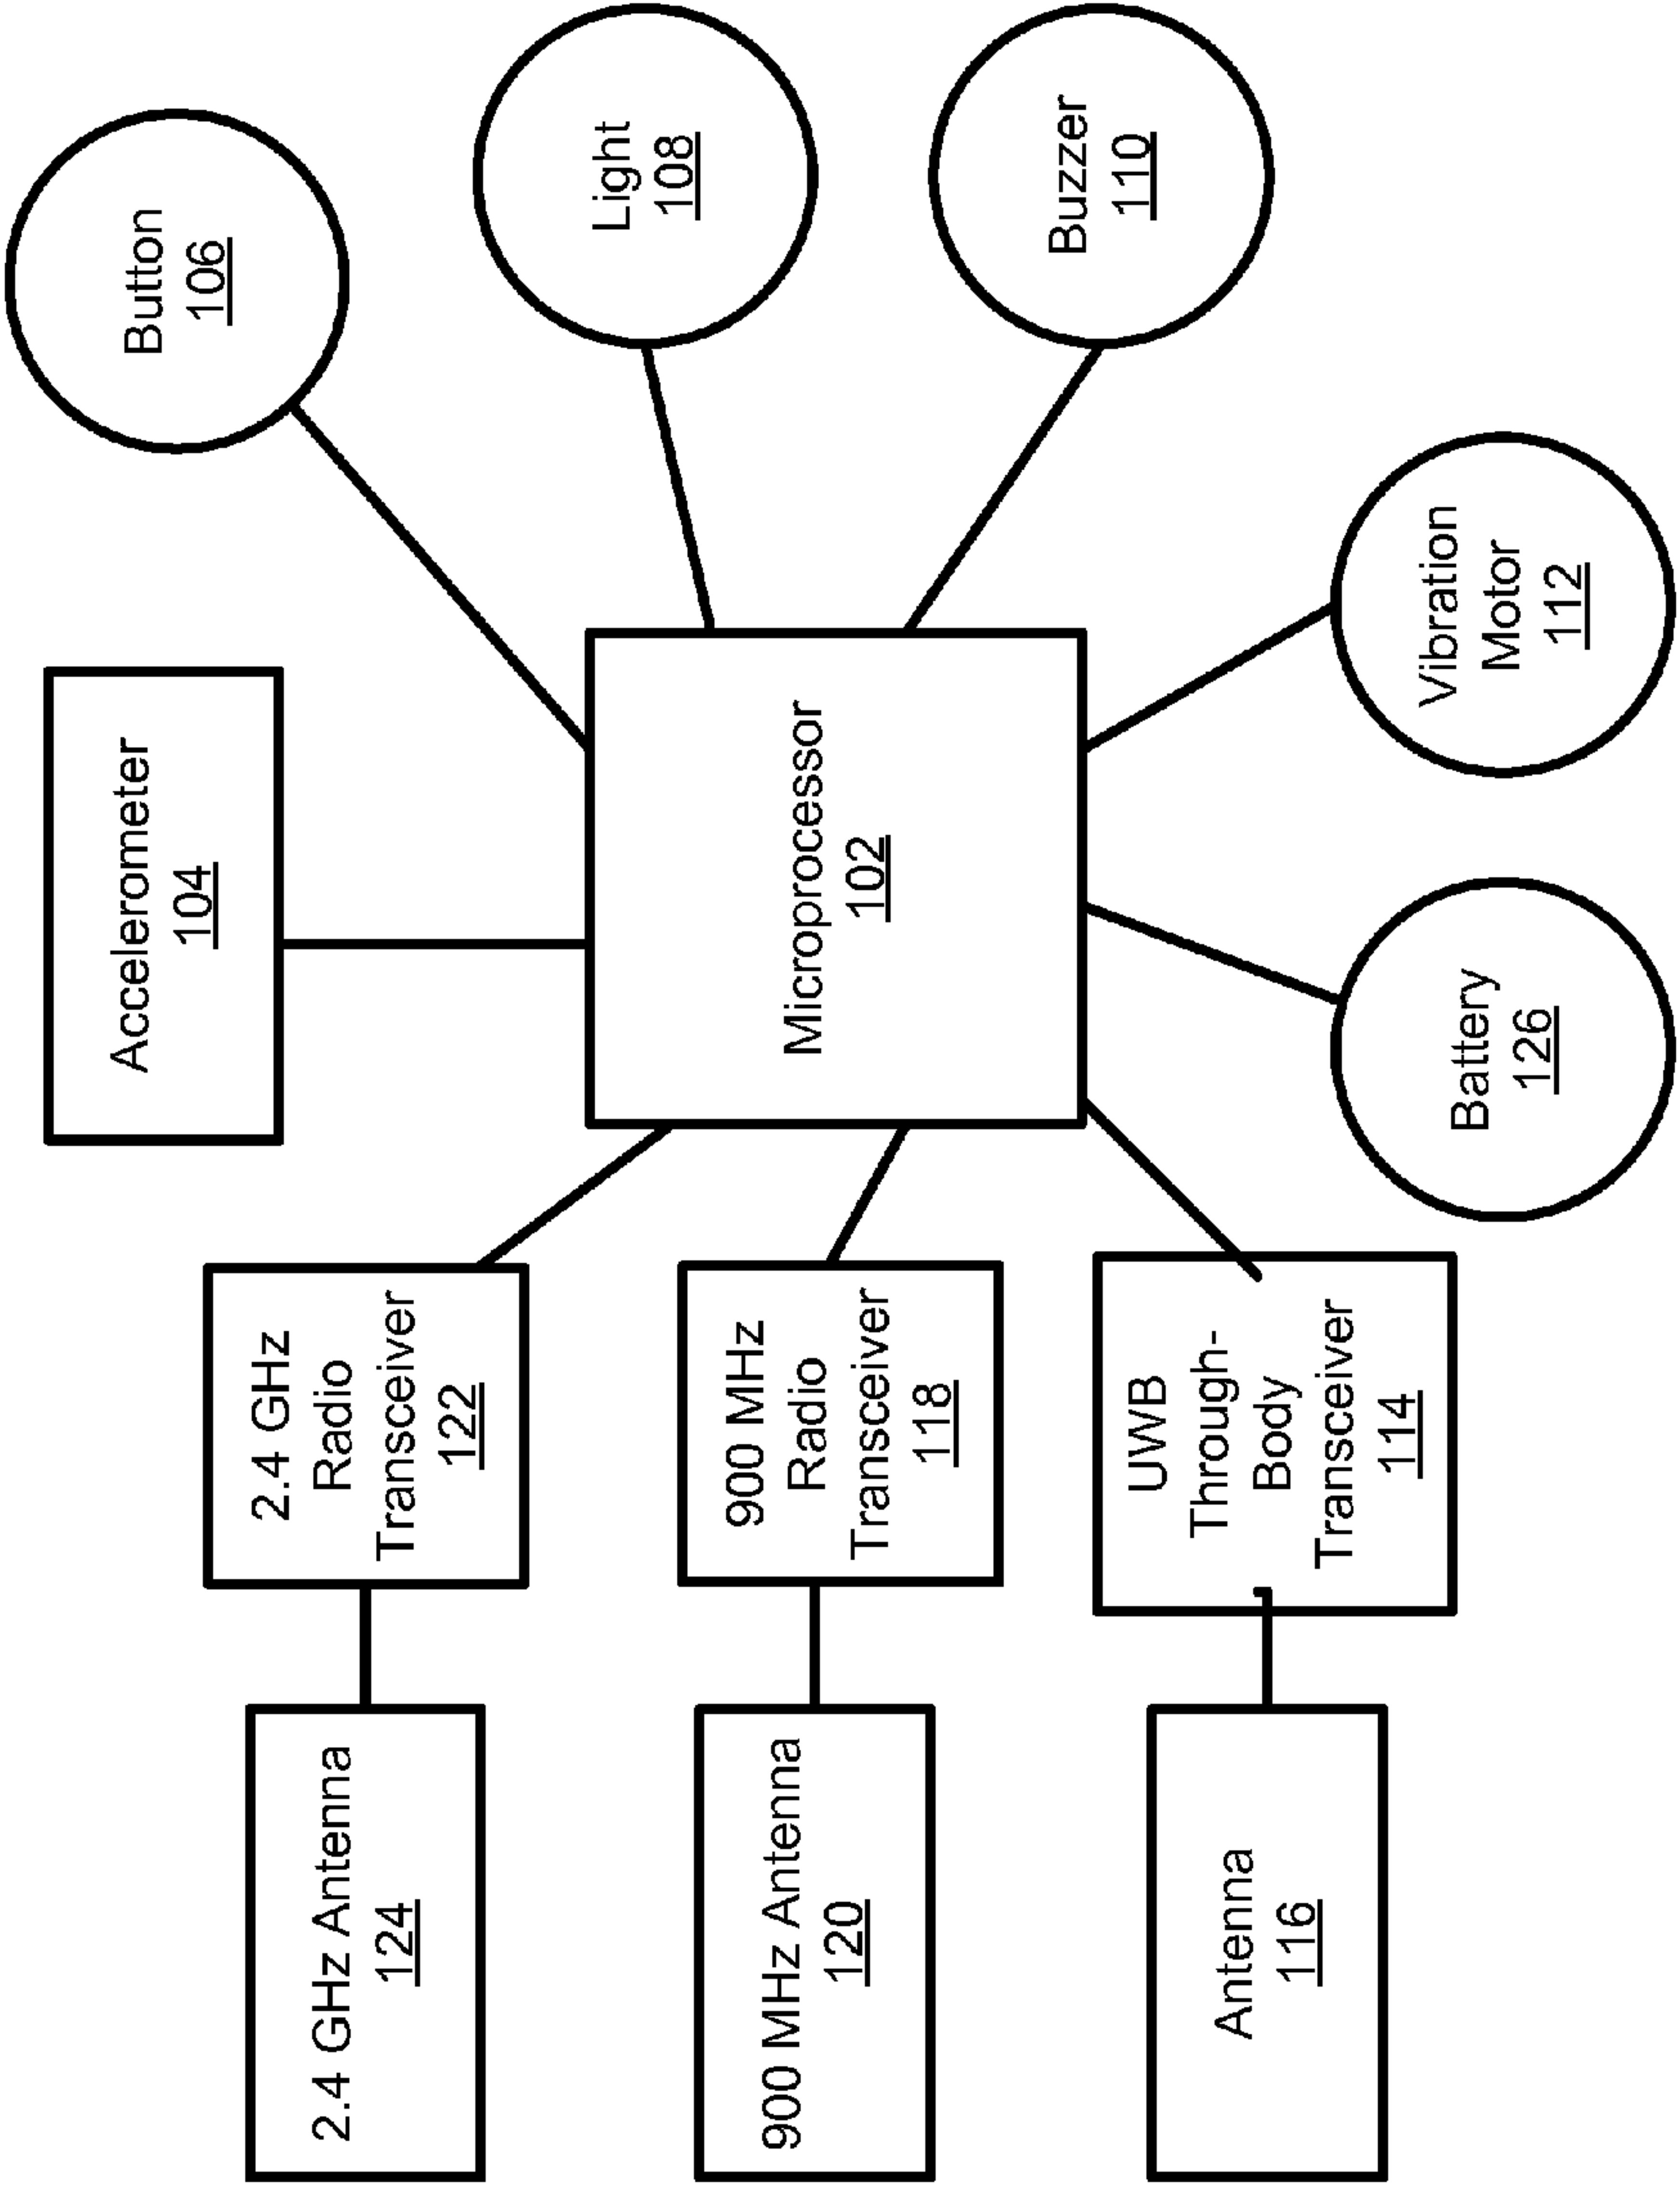 Accelerometer
104
Button
106
2.4 GHz Antenna
124
2.4 GHz
Radio
Transceiver
122
Light
108
Microprocessor
102
900 MHz Antenna
120
900 MHz
Radio
Transceiver
118
Buzzer
110
Antenna
116
UWB
Through-
Body
Transceiver
114
Battery
126
Vibration
Motor
112